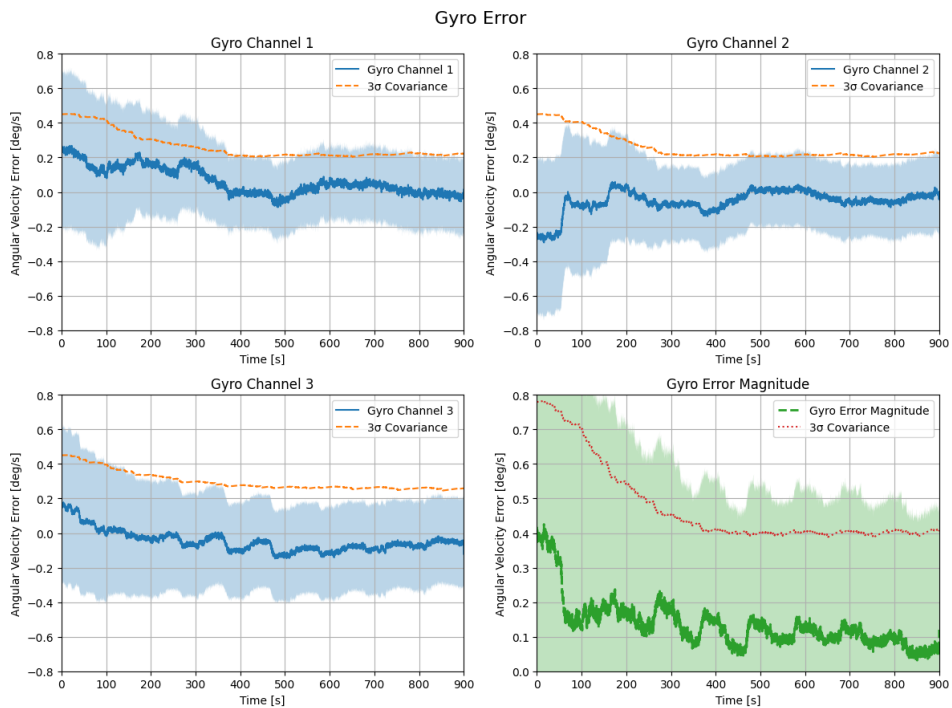 Gyro Error
Gyro Channel 1
Angular Velocity Error [deg/s]
0.8
0.6
0.4
0.2
0.0
−0.2
−0.4
−0.6
−0.8
Gyro Channel 1
3σ Covariance
0 100 200 300 400 500 600 700 800 900
Time [s]
Gyro Channel 2
Angular Velocity Error [deg/s]
0.8
0.6
0.4
0.2
0.0
−0.2
−0.4
−0.6
−0.8
Gyro Channel 2
3σ Covariance
0 100 200 300 400 500 600 700 800 900
Time [s]
Gyro Channel 3
Angular Velocity Error [deg/s]
0.8
0.6
0.4
0.2
0.0
−0.2
−0.4
−0.6
−0.8
Gyro Channel 3
3σ Covariance
0 100 200 300 400 500 600 700 800 900
Time [s]
Gyro Error Magnitude
Angular Velocity Error [deg/s]
0.8
0.7
0.6
0.5
0.4
0.3
0.2
0.1
0.0
Gyro Error Magnitude
3σ Covariance
0 100 200 300 400 500 600 700 800 900
Time [s]